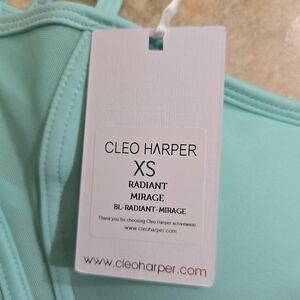 CLEO HARPER
XS
RADIANT
MIRAGE
BL-RADIANT-MIRAGE
Thank you for choosing Cleo Harper activewear
www.cleoharper.com
www.cleoharper.com